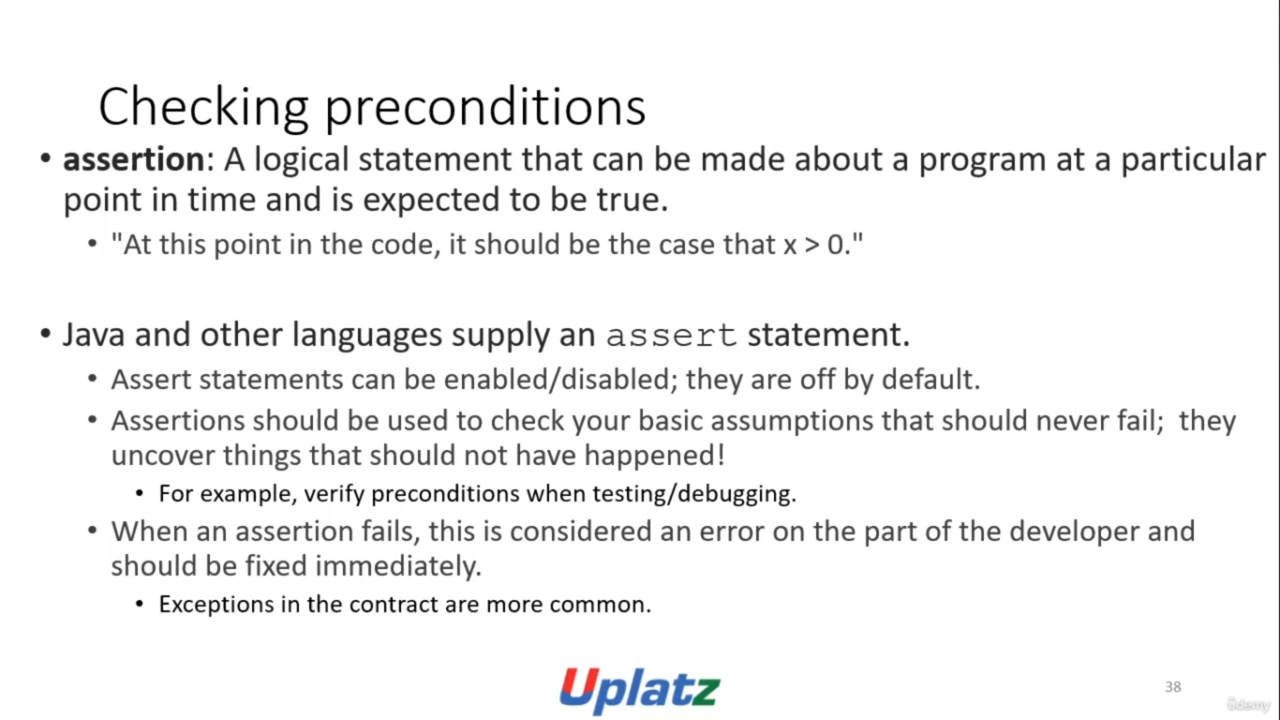 Checking preconditions
• assertion: A logical statement that can be made about a program at a particular
point in time and is expected to be true.
• "At this point in the code, it should be the case that x > 0."
• Java and other languages supply an assert statement.
• Assert statements can be enabled/disabled; they are off by default.
• Assertions should be used to check your basic assumptions that should never fail;  they
uncover things that should not have happened!
• For example, verify preconditions when testing/debugging.
• When an assertion fails, this is considered an error on the part of the developer and
should be fixed immediately.
• Exceptions in the contract are more common.
Uplatz
38
ûdemy